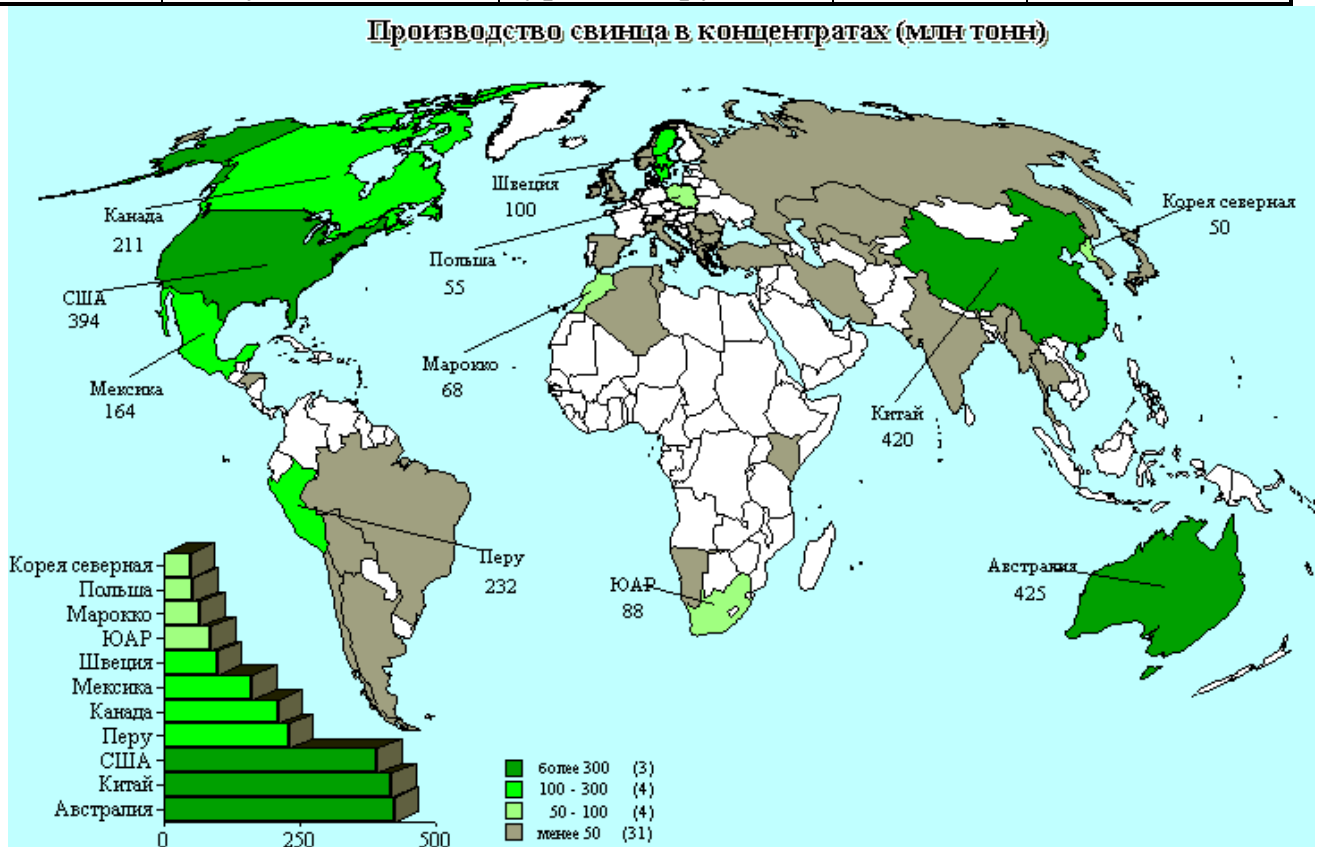 Производство свинца в концентратах (млн тонн)
Канада
211
США
394
Мексика
164
Швеция
100
Польша
55
Марокко
68
Корея северная
50
Китай
420
Перу
232
ЮАР
88
Австралия
425
Корея северная
Польша
Марокко
ЮАР
Швеция
Мексика
Канада
Перу
США
Китай
Австралия
0 250 500
более 300 (3)
100 - 300 (4)
50 - 100 (4)
менее 50 (31)